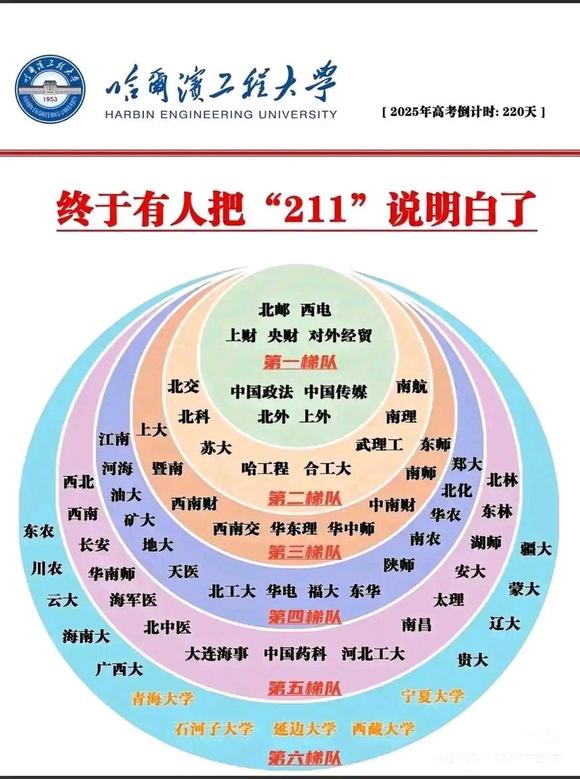 哈尔滨工程大学
1953
哈尔滨工程大学
HARBIN ENGINEERING UNIVERSITY
[ 2025年高考倒计时: 220天 ]
终于有人把“211”说明白了
北邮 西电
上财 央财 对外经贸
第一梯队
中国政法 中国传媒
北外 上外
北交 南航
北科 南理
苏大 武理工 东师
哈工程 合工大
第二梯队
上大 南师
暨南 中南财
西南财
西南交 华东理 华中师
第三梯队
江南 郑大
河海 北化
油大 华农
矿大 南农
地大 陕师
天医
北工大 华电 福大 东华
第四梯队
西北 北林
西南 东林
长安 湖师
华南师 安大
海军医 太理
北中医 南昌
大连海事 中国药科 河北工大
第五梯队
东农 疆大
川农 蒙大
云大 辽大
海南大 贵大
广西大
青海大学 宁夏大学
石河子大学 延边大学 西藏大学
第六梯队